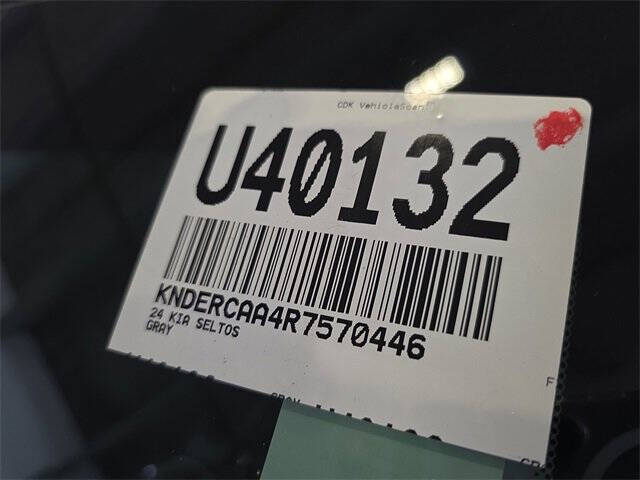 CDK VehicleScan
U40132
KNDERCAA4R7570446
24 KIA SELTOS
GRAY
F